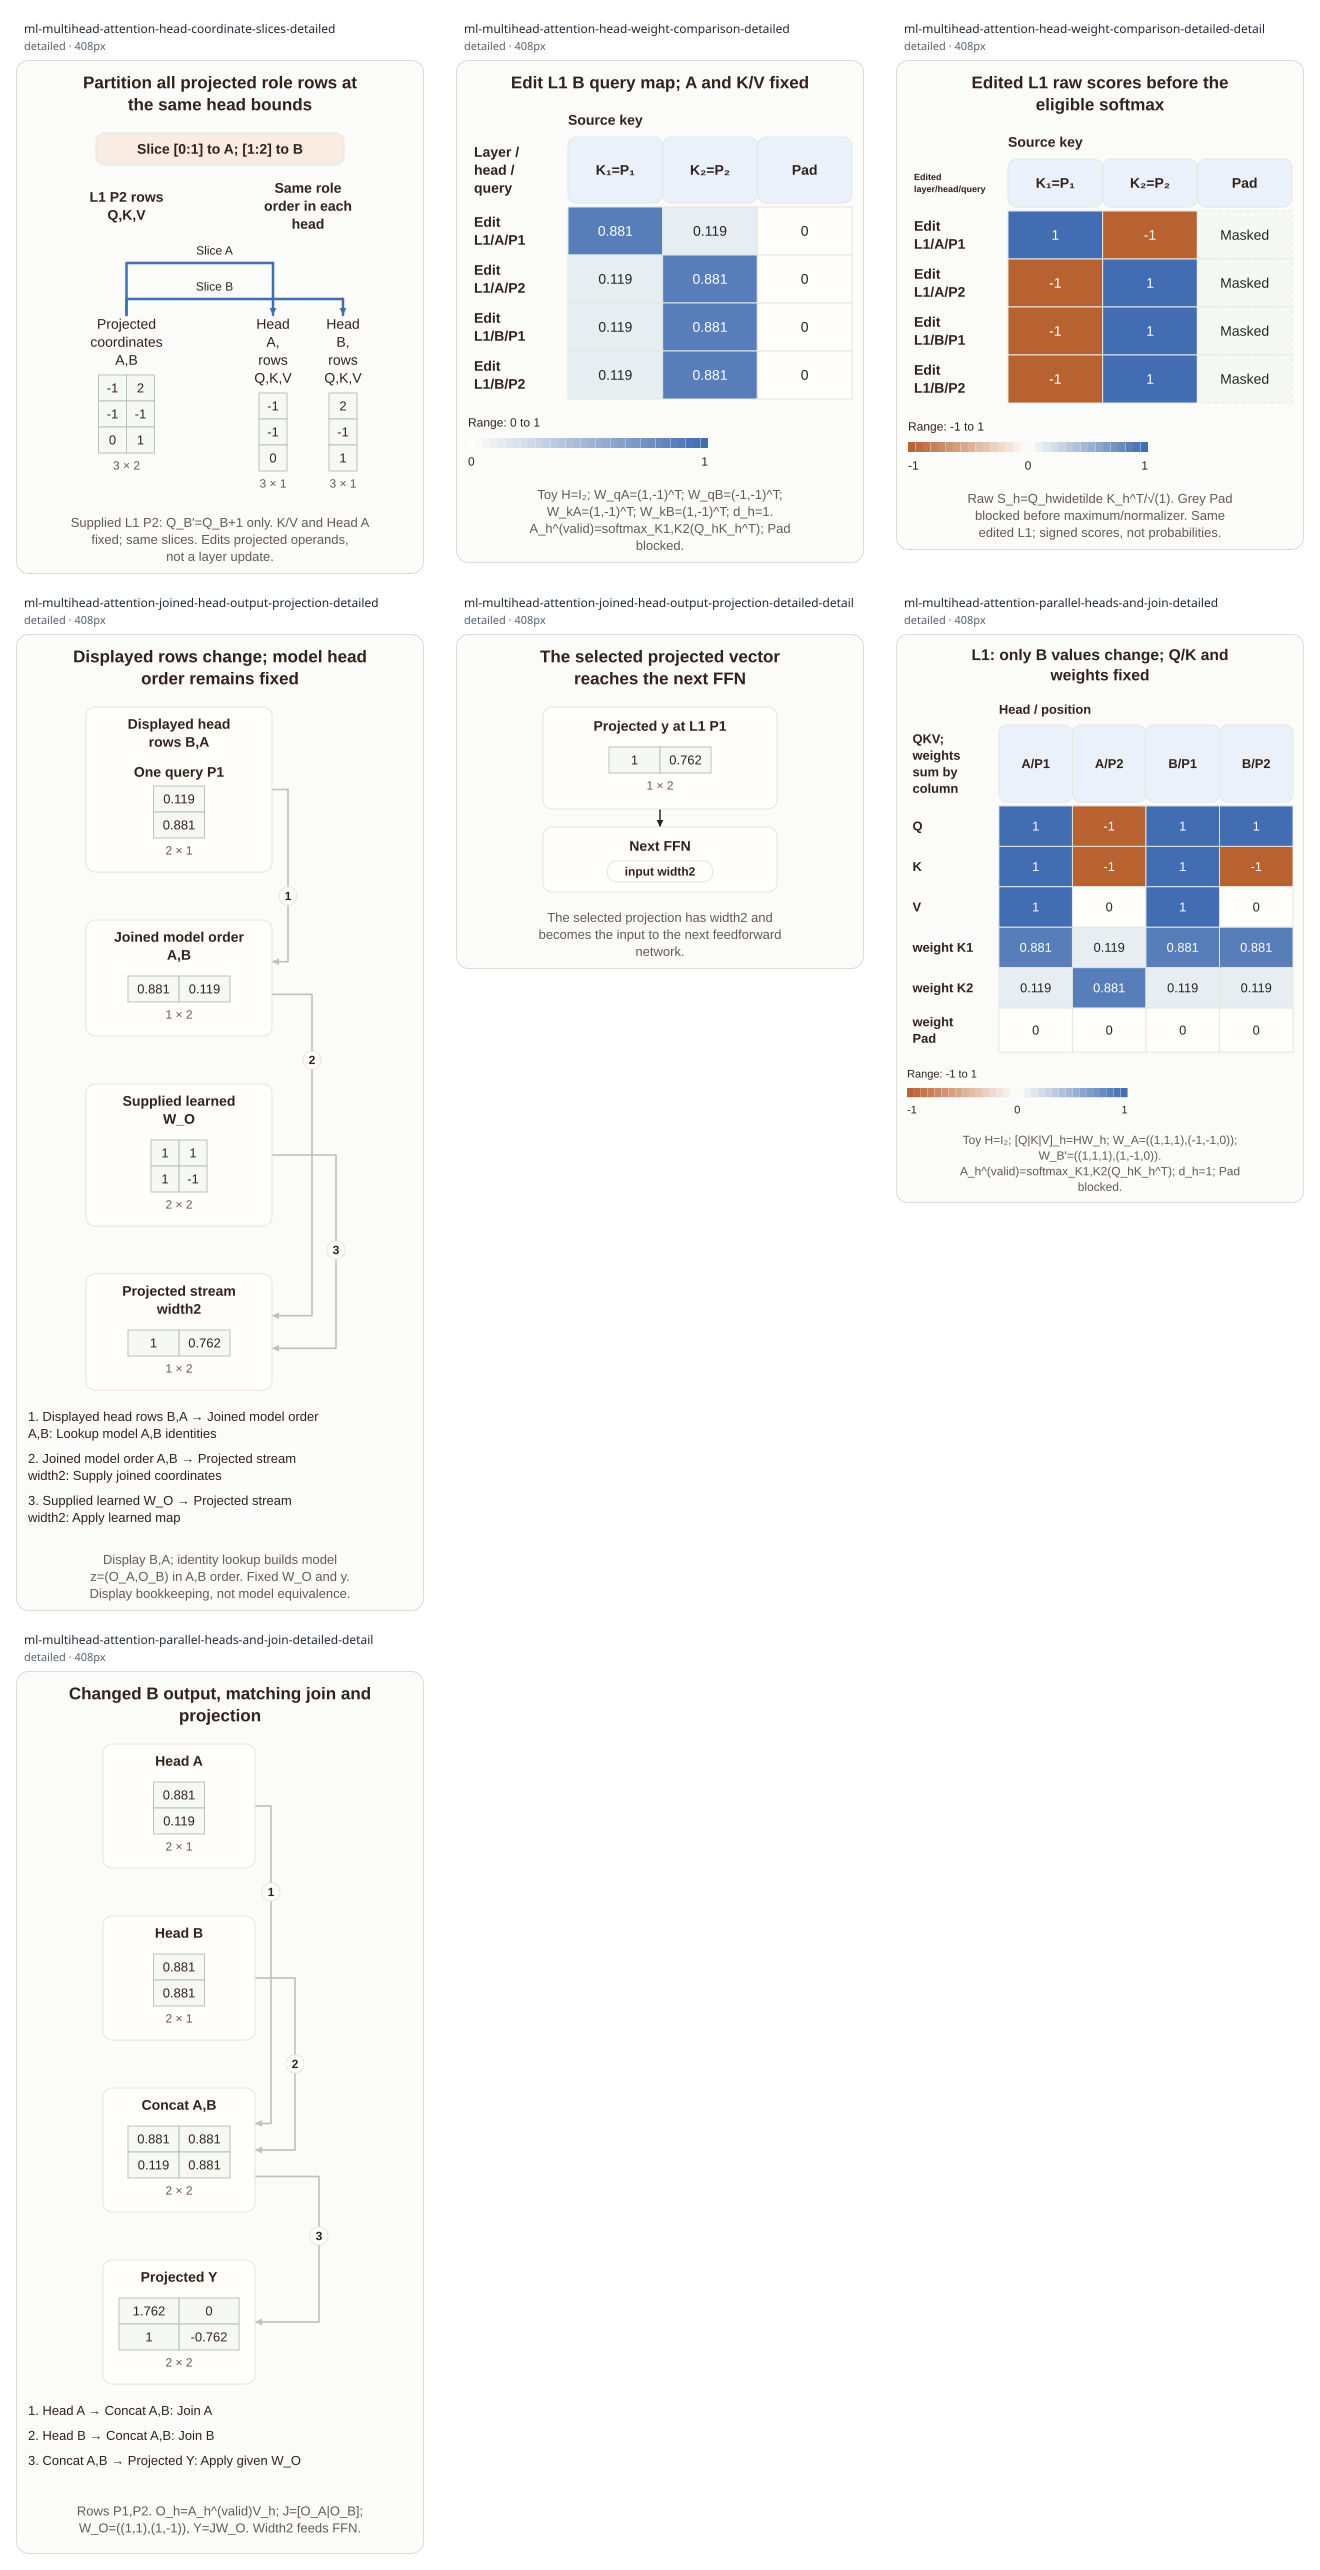 ml-multihead-attention-head-coordinate-slices-detailed
detailed · 408px
Partition all projected role rows at
the same head bounds
Slice [0:1] to A; [1:2] to B
L1 P2 rows
Q,K,V
Same role
order in each
head
Slice A
Slice B
Projected
coordinates
A,B
-1 2
-1 -1
0 1
3 × 2
Head
A,
rows
Q,K,V
-1
-1
0
3 × 1
Head
B,
rows
Q,K,V
2
-1
1
3 × 1
Supplied L1 P2: Q_B'=Q_B+1 only. K/V and Head A
fixed; same slices. Edits projected operands,
not a layer update.
ml-multihead-attention-head-weight-comparison-detailed
detailed · 408px
Edit L1 B query map; A and K/V fixed
Source key
Layer /
head /
query
K₁=P₁ K₂=P₂ Pad
Edit
L1/A/P1
0.881 0.119 0
Edit
L1/A/P2
0.119 0.881 0
Edit
L1/B/P1
0.119 0.881 0
Edit
L1/B/P2
0.119 0.881 0
Range: 0 to 1
0 1
Toy H=I₂; W_qA=(1,-1)^T; W_qB=(-1,-1)^T;
W_kA=(1,-1)^T; W_kB=(1,-1)^T; d_h=1.
A_h^(valid)=softmax_K1,K2(Q_hK_h^T); Pad
blocked.
ml-multihead-attention-head-weight-comparison-detailed-detail
detailed · 408px
Edited L1 raw scores before the
eligible softmax
Source key
Edited
layer/head/query
K₁=P₁ K₂=P₂ Pad
Edit
L1/A/P1
1 -1 Masked
Edit
L1/A/P2
-1 1 Masked
Edit
L1/B/P1
-1 1 Masked
Edit
L1/B/P2
-1 1 Masked
Range: -1 to 1
-1 0 1
Raw S_h=Q_hwidetilde K_h^T/√(1). Grey Pad
blocked before maximum/normalizer. Same
edited L1; signed scores, not probabilities.
ml-multihead-attention-joined-head-output-projection-detailed
detailed · 408px
Displayed rows change; model head
order remains fixed
Displayed head
rows B,A
One query P1
0.119
0.881
2 × 1
1
Joined model order
A,B
0.881 0.119
1 × 2
2
Supplied learned
W_O
1 1
1 -1
2 × 2
3
Projected stream
width2
1 0.762
1 × 2
1. Displayed head rows B,A → Joined model order
A,B: Lookup model A,B identities
2. Joined model order A,B → Projected stream
width2: Supply joined coordinates
3. Supplied learned W_O → Projected stream
width2: Apply learned map
Display B,A; identity lookup builds model
z=(O_A,O_B) in A,B order. Fixed W_O and y.
Display bookkeeping, not model equivalence.
ml-multihead-attention-joined-head-output-projection-detailed-detail
detailed · 408px
The selected projected vector
reaches the next FFN
Projected y at L1 P1
1 0.762
1 × 2
Next FFN
input width2
The selected projection has width2 and
becomes the input to the next feedforward
network.
ml-multihead-attention-parallel-heads-and-join-detailed
detailed · 408px
L1: only B values change; Q/K and
weights fixed
Head / position
QKV;
weights
sum by
column
A/P1 A/P2 B/P1 B/P2
Q 1 -1 1 1
K 1 -1 1 -1
V 1 0 1 0
weight K1 0.881 0.119 0.881 0.881
weight K2 0.119 0.881 0.119 0.119
weight
Pad
0 0 0 0
Range: -1 to 1
-1 0 1
Toy H=I₂; [Q|K|V]_h=HW_h; W_A=((1,1,1),(-1,-1,0));
W_B'=((1,1,1),(1,-1,0)).
A_h^(valid)=softmax_K1,K2(Q_hK_h^T); d_h=1; Pad
blocked.
ml-multihead-attention-parallel-heads-and-join-detailed-detail
detailed · 408px
Changed B output, matching join and
projection
Head A
0.881
0.119
2 × 1
1
Head B
0.881
0.881
2 × 1
2
Concat A,B
0.881 0.881
0.119 0.881
2 × 2
3
Projected Y
1.762 0
1 -0.762
2 × 2
1. Head A → Concat A,B: Join A
2. Head B → Concat A,B: Join B
3. Concat A,B → Projected Y: Apply given W_O
Rows P1,P2. O_h=A_h^(valid)V_h; J=[O_A|O_B];
W_O=((1,1),(1,-1)), Y=JW_O. Width2 feeds FFN.